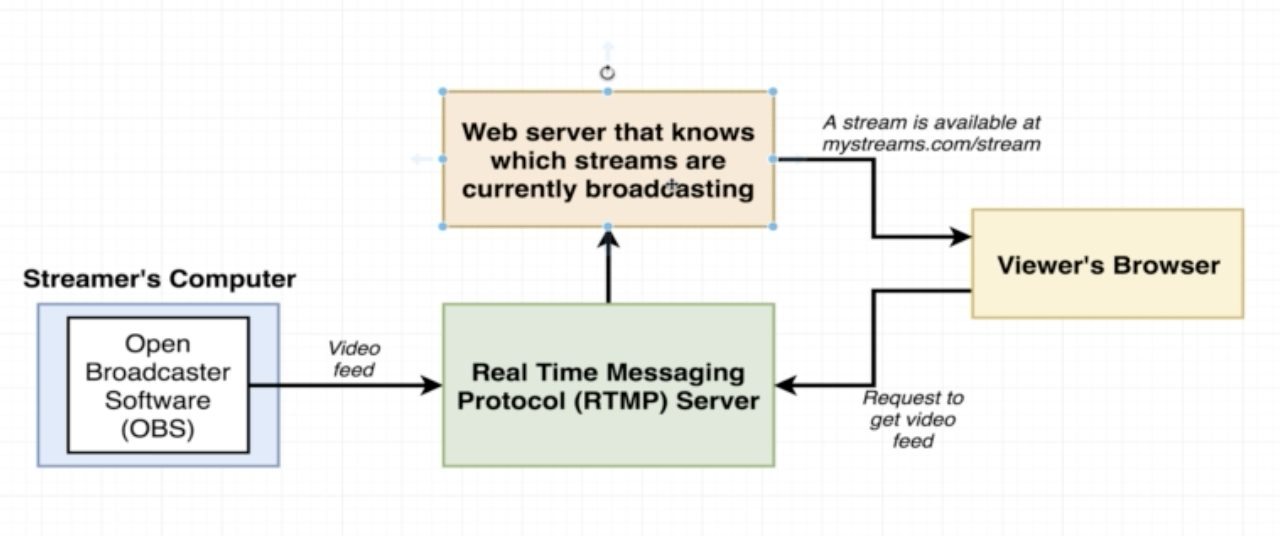 Web server that knows
which streams are
currently broadcasting
A stream is available at
mystreams.com/stream
Viewer's Browser
Streamer's Computer
Open
Broadcaster
Software
(OBS)
Video
feed
Real Time Messaging
Protocol (RTMP) Server
Request to
get video
feed